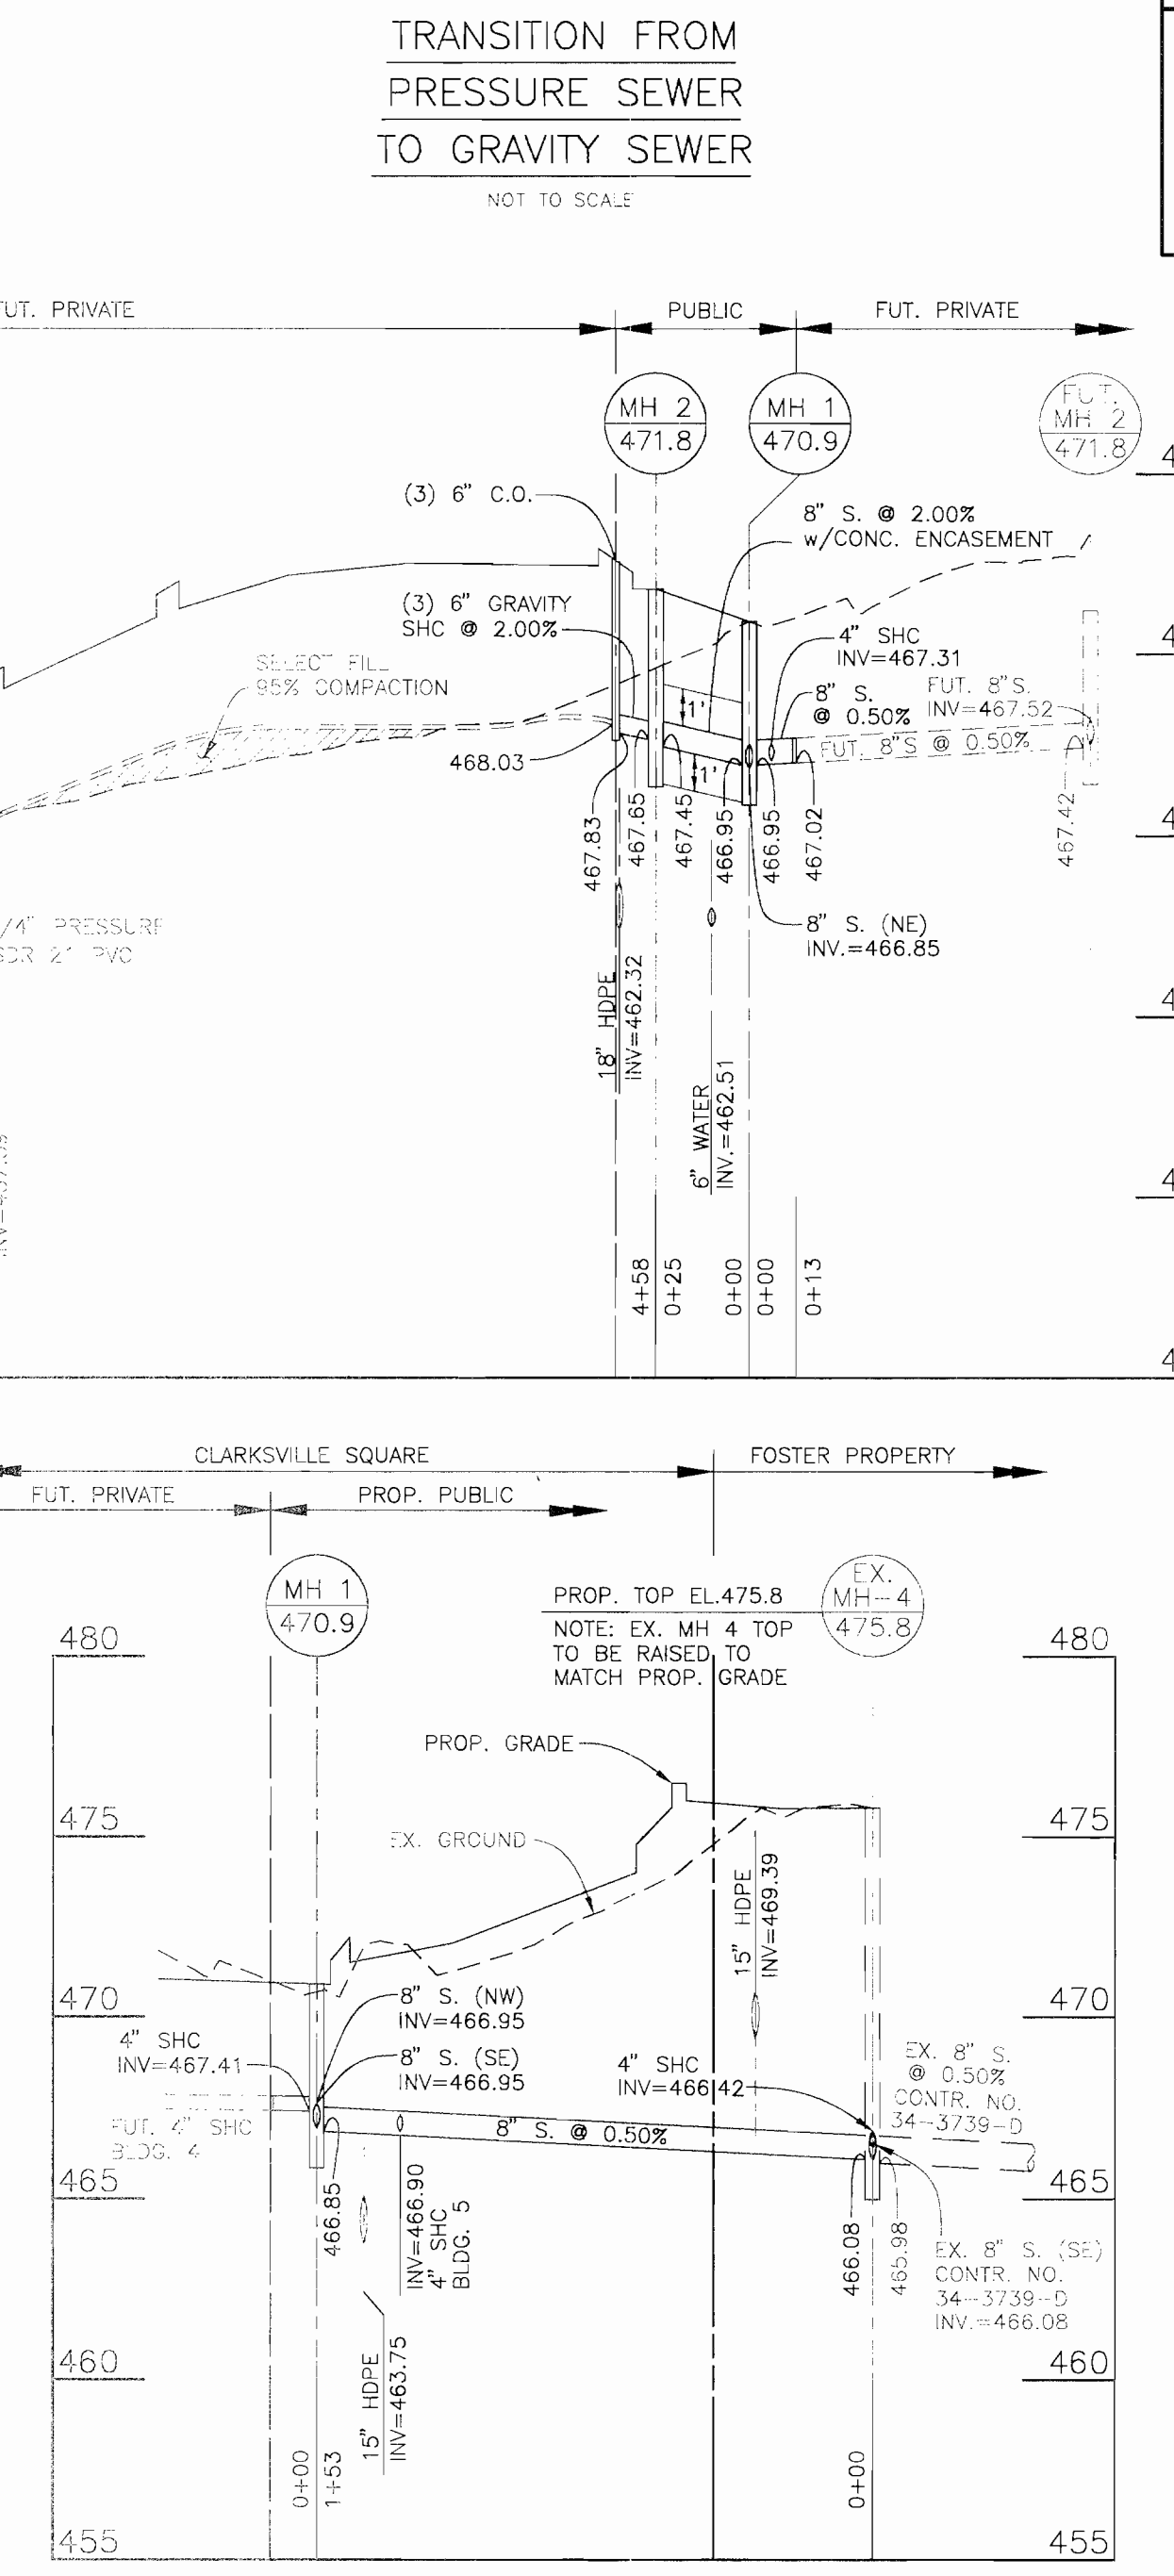 TRANSITION FROM
PRESSURE SEWER
TO GRAVITY SEWER
NOT TO SCALE
FUT. PRIVATE
PUBLIC
FUT. PRIVATE
MH 2
471.8
MH 1
470.9
FUT.
MH 2
471.8
(3) 6" C.O.
8" S. @ 2.00%
w/CONC. ENCASEMENT
(3) 6" GRAVITY
SHC @ 2.00%
SELECT FILL
95% COMPACTION
4" SHC
INV=467.31
8" S.
@ 0.50%
FUT. 8"S.
INV=467.52
FUT. 8"S @ 0.50%
1'
1'
468.03
467.83
467.65
467.45
466.95
466.95
467.02
467.42
/4" PRESSURE
SDR 21 PVC
8" S. (NE)
INV.=466.85
18" HDPE
INV=462.32
6" WATER
INV.=462.51
4+58
0+25
0+00
0+00
0+13
CLARKSVILLE SQUARE
FOSTER PROPERTY
FUT. PRIVATE
PROP. PUBLIC
MH 1
470.9
PROP. TOP EL.475.8
NOTE: EX. MH 4 TOP
TO BE RAISED TO
MATCH PROP. GRADE
EX.
MH-4
475.8
480
480
PROP. GRADE
475
475
EX. GROUND
15" HDPE
INV=469.39
470
470
8" S. (NW)
INV=466.95
4" SHC
INV=467.41
8" S. (SE)
INV=466.95
4" SHC
INV=466.42
EX. 8" S.
@ 0.50%
CONTR. NO.
34-3739-D
FUT. 4" SHC
BLDG. 4
8" S. @ 0.50%
465
465
466.85
INV=466.90
4" SHC
BLDG. 5
466.08
465.98
EX. 8" S. (SE)
CONTR. NO.
34-3739-D
INV.=466.08
15" HDPE
INV=463.75
460
460
0+00
1+53
0+00
455
455